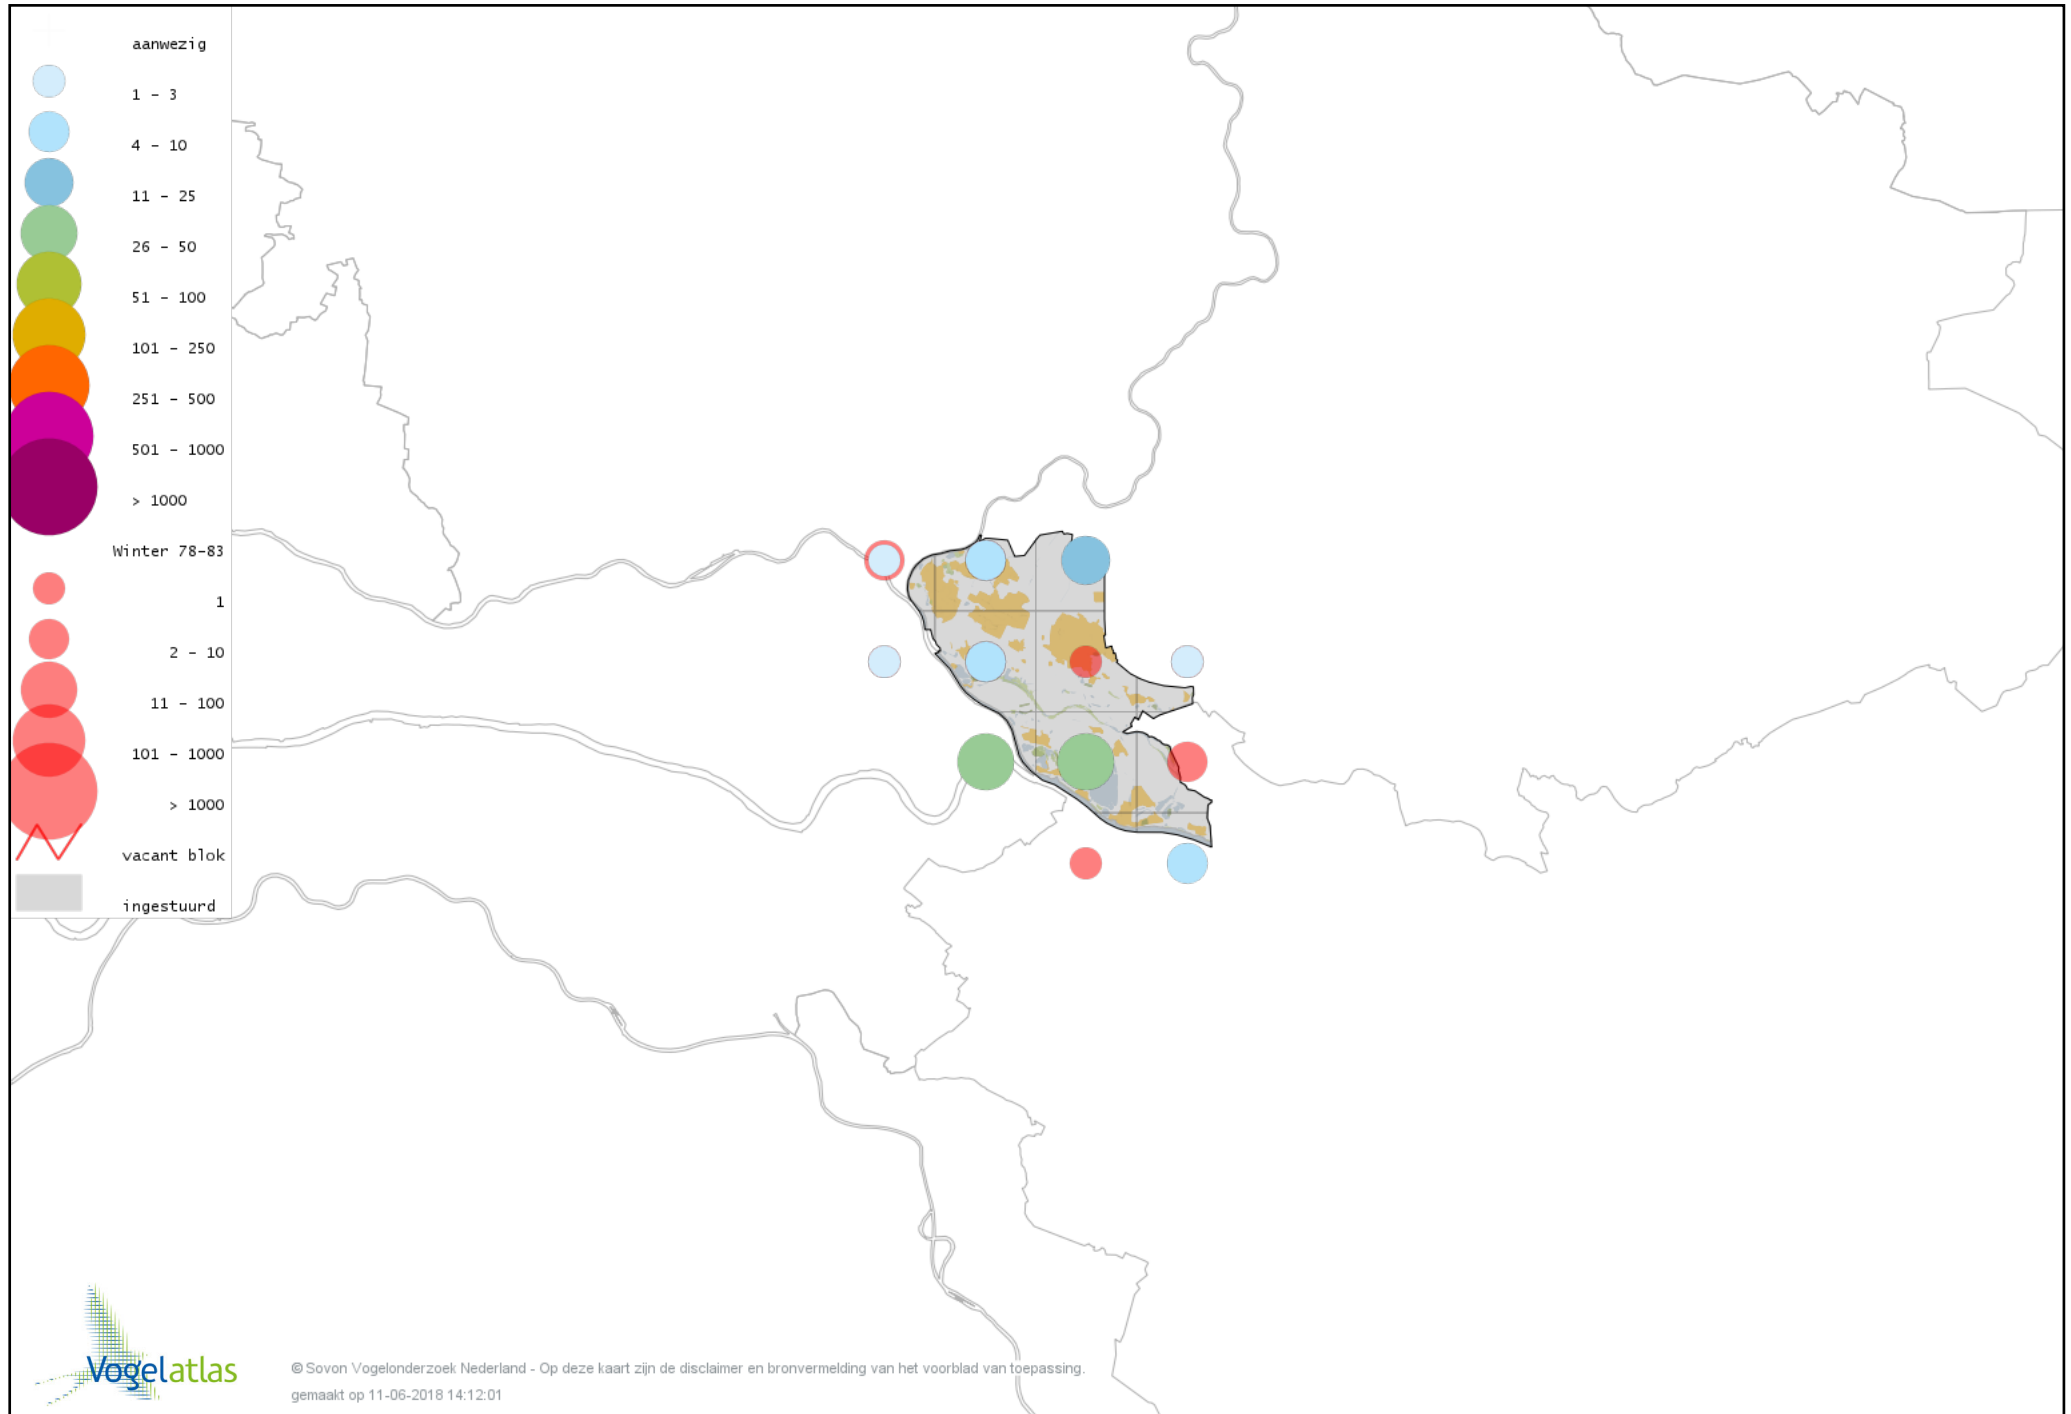 aanwezig
1 - 3
4 - 10
11 - 25
26 - 50
51 - 100
101 - 250
251 - 500
501 - 1000
> 1000
Winter 78-83
1
2 - 10
11 - 100
101 - 1000
> 1000
vacant blok
ingestuurd
Vogelatlas
© Sovon Vogelonderzoek Nederland - Op deze kaart zijn de disclaimer en bronvermelding van het voorblad van toepassing.
gemaakt op 11-06-2018 14:12:01